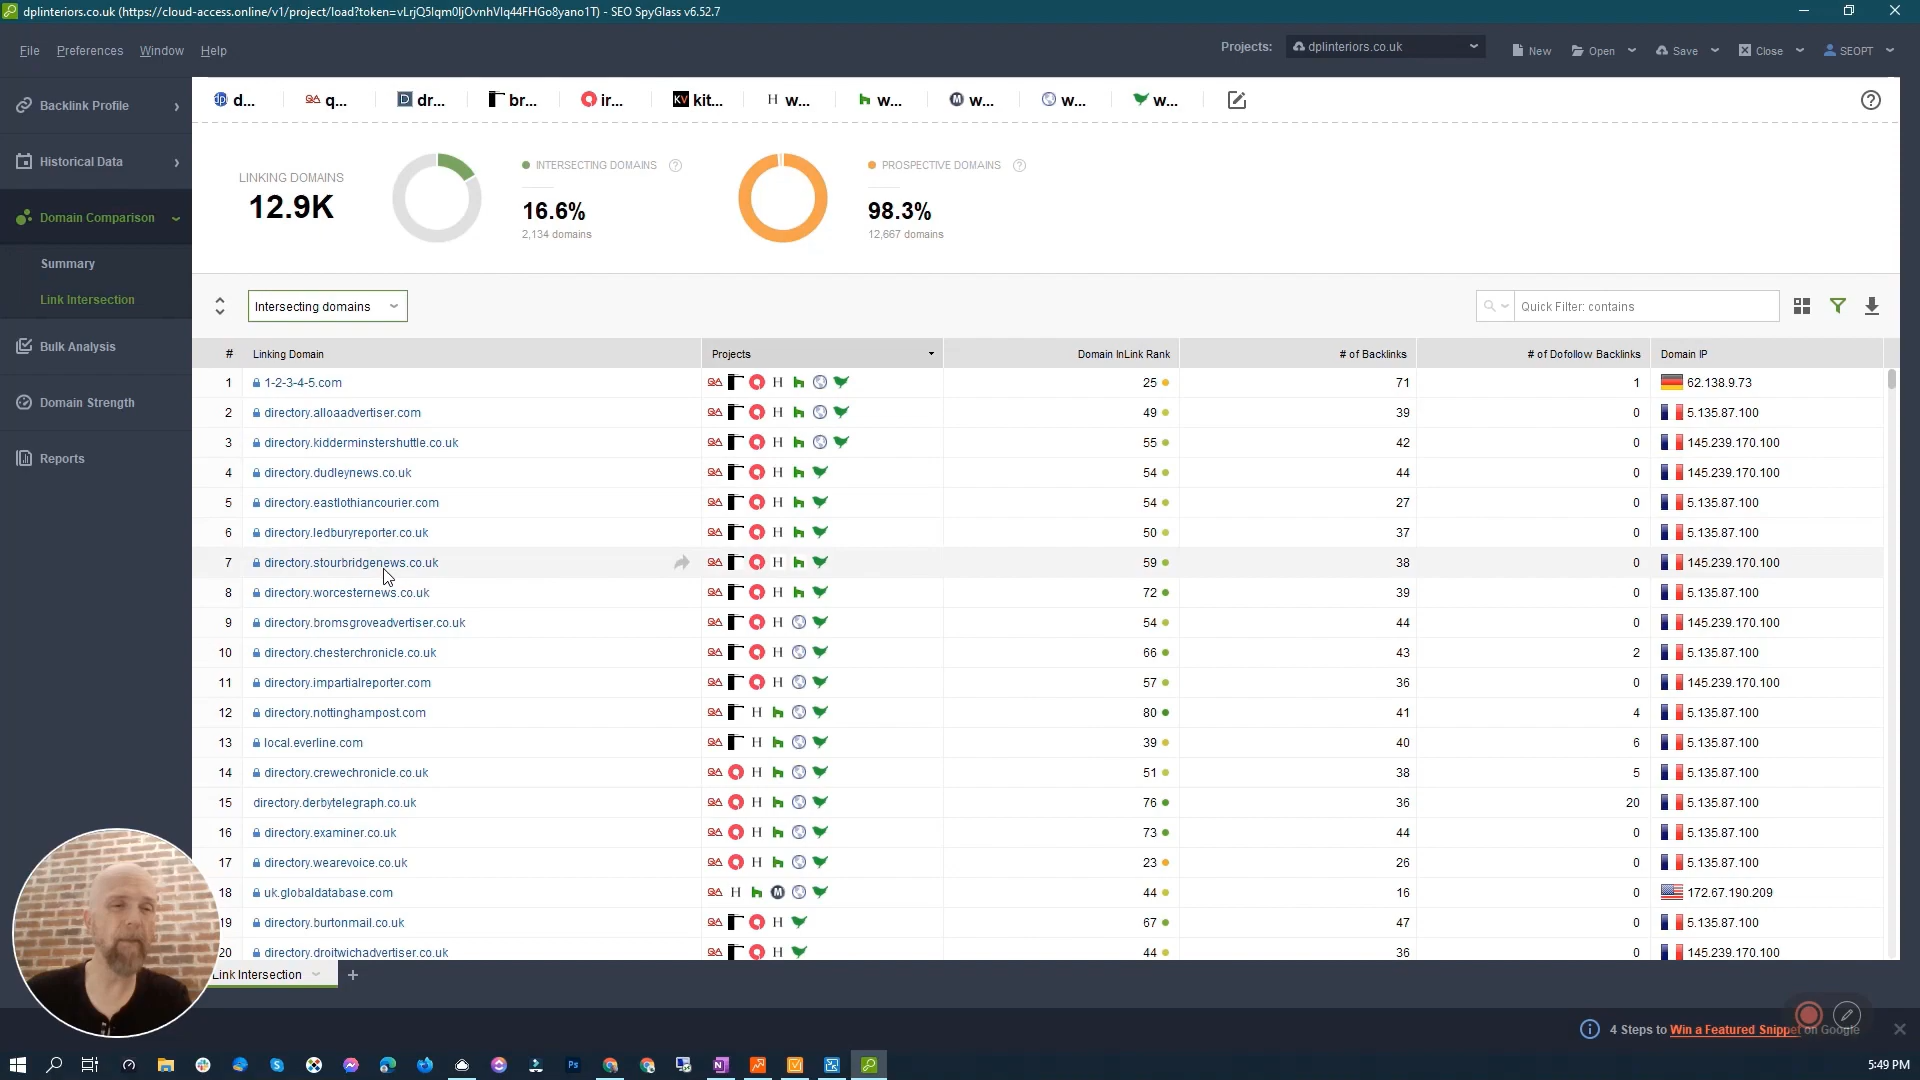 dplinteriors.co.uk (https://cloud-access.online/v1/project/load?token=vLrjQ5lqm0ljOvnhVlq44FHGo8yano1T) - SEO SpyGlass v6.52.7
File Preferences Window Help
Projects: dplinteriors.co.uk New Open Save Close SEOPT
d... q... dr... br... ir... kit... w... w... w... w... w...
Backlink Profile
Historical Data
Domain Comparison
Summary
Link Intersection
Bulk Analysis
Domain Strength
Reports
LINKING DOMAINS
12.9K
INTERSECTING DOMAINS
16.6%
2,134 domains
PROSPECTIVE DOMAINS
98.3%
12,667 domains
Intersecting domains
Quick Filter: contains
# Linking Domain Projects Domain InLink Rank # of Backlinks # of Dofollow Backlinks Domain IP
1 1-2-3-4-5.com 25 71 1 62.138.9.73
2 directory.alloaadvertiser.com 49 39 0 5.135.87.100
3 directory.kidderminstershuttle.co.uk 55 42 0 145.239.170.100
4 directory.dudleynews.co.uk 54 44 0 145.239.170.100
5 directory.eastlothiancourier.com 54 27 0 5.135.87.100
6 directory.ledburyreporter.co.uk 50 37 0 5.135.87.100
7 directory.stourbridgenews.co.uk 59 38 0 145.239.170.100
8 directory.worcesternews.co.uk 72 39 0 5.135.87.100
9 directory.bromsgroveadvertiser.co.uk 54 44 0 145.239.170.100
10 directory.chesterchronicle.co.uk 66 43 2 5.135.87.100
11 directory.impartialreporter.com 57 36 0 145.239.170.100
12 directory.nottinghampost.com 80 41 4 5.135.87.100
13 local.everline.com 39 40 6 5.135.87.100
14 directory.crewechronicle.co.uk 51 38 5 5.135.87.100
15 directory.derbytelegraph.co.uk 76 36 20 5.135.87.100
16 directory.examiner.co.uk 73 44 0 5.135.87.100
17 directory.wearevoice.co.uk 23 26 0 5.135.87.100
18 uk.globaldatabase.com 44 16 0 172.67.190.209
19 directory.burtonmail.co.uk 67 47 0 5.135.87.100
20 directory.droitwichadvertiser.co.uk 44 36 0 145.239.170.100
Link Intersection
4 Steps to Win a Featured Snippet on Google
5:49 PM